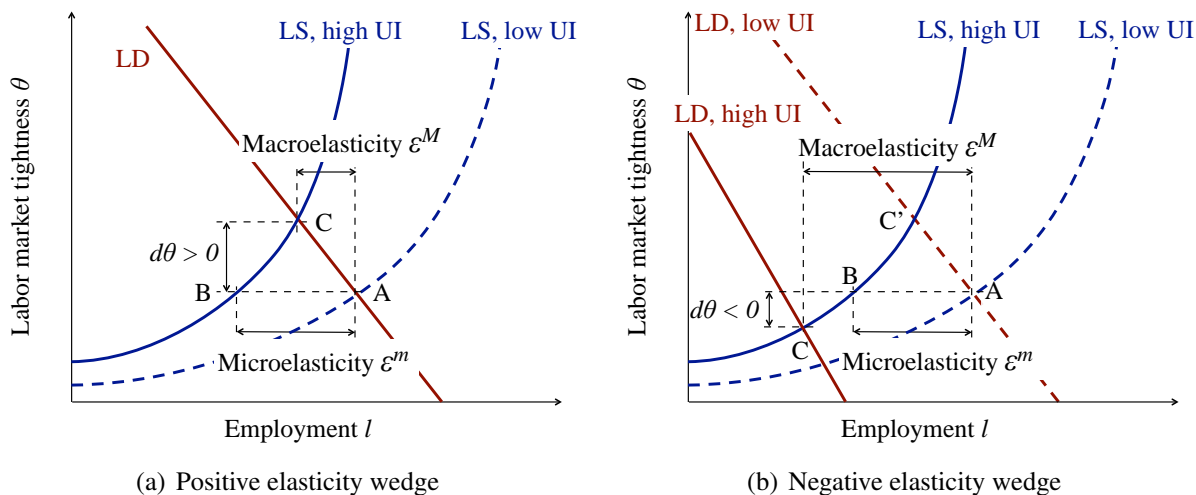 LS, high UI
LS, low UI
LD
Macroelasticity ε^M
C
dθ > 0
B
A
Microelasticity ε^m
Labor market tightness θ
Employment l
(a) Positive elasticity wedge
LD, low UI
LS, high UI
LS, low UI
LD, high UI
Macroelasticity ε^M
C’
B
A
dθ < 0
C
Microelasticity ε^m
Labor market tightness θ
Employment l
(b) Negative elasticity wedge